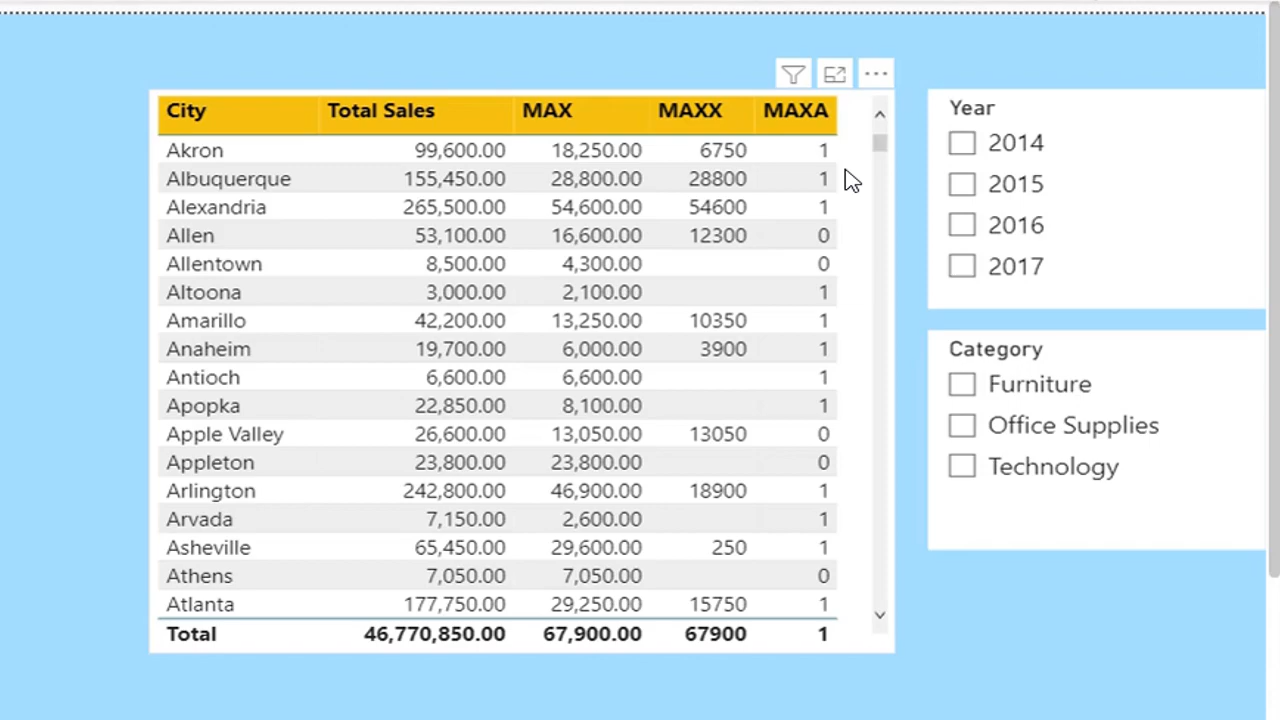 City Total Sales MAX MAXX MAXA
Akron 99,600.00 18,250.00 6750 1
Albuquerque 155,450.00 28,800.00 28800 1
Alexandria 265,500.00 54,600.00 54600 1
Allen 53,100.00 16,600.00 12300 0
Allentown 8,500.00 4,300.00 0
Altoona 3,000.00 2,100.00 1
Amarillo 42,200.00 13,250.00 10350 1
Anaheim 19,700.00 6,000.00 3900 1
Antioch 6,600.00 6,600.00 1
Apopka 22,850.00 8,100.00 1
Apple Valley 26,600.00 13,050.00 13050 0
Appleton 23,800.00 23,800.00 0
Arlington 242,800.00 46,900.00 18900 1
Arvada 7,150.00 2,600.00 1
Asheville 65,450.00 29,600.00 250 1
Athens 7,050.00 7,050.00 0
Atlanta 177,750.00 29,250.00 15750 1
Total 46,770,850.00 67,900.00 67900 1
Year
2014
2015
2016
2017
Category
Furniture
Office Supplies
Technology